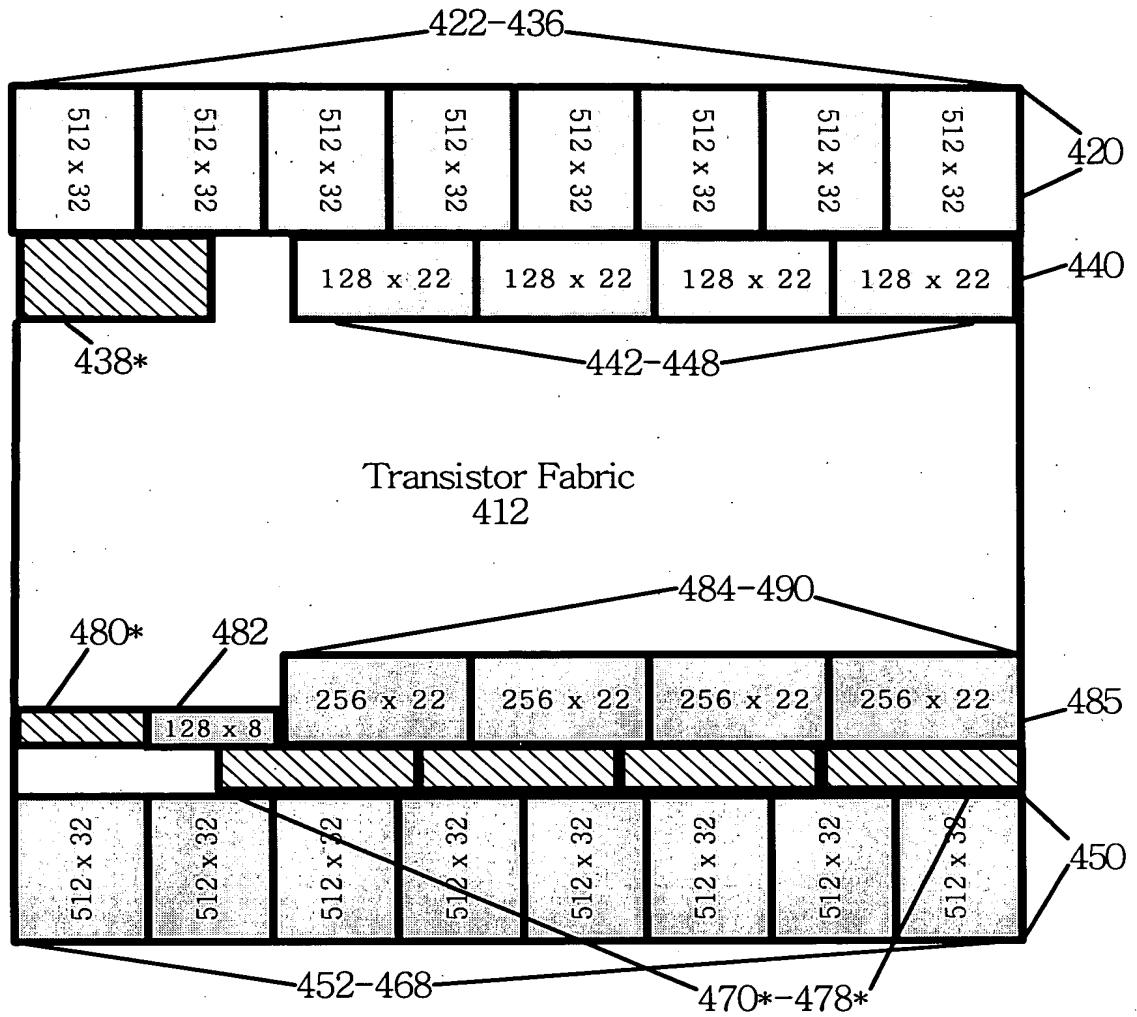 422-436
512 x 32 512 x 32 512 x 32 512 x 32 512 x 32 512 x 32 512 x 32 512 x 32
420
128 x 22 128 x 22 128 x 22 128 x 22
440
438*
442-448
Transistor Fabric
412
484-490
480* 482
256 x 22 256 x 22 256 x 22 256 x 22
485
128 x 8
512 x 32 512 x 32 512 x 32 512 x 32 512 x 32 512 x 32 512 x 32 512 x 32
450
452-468
470*-478*